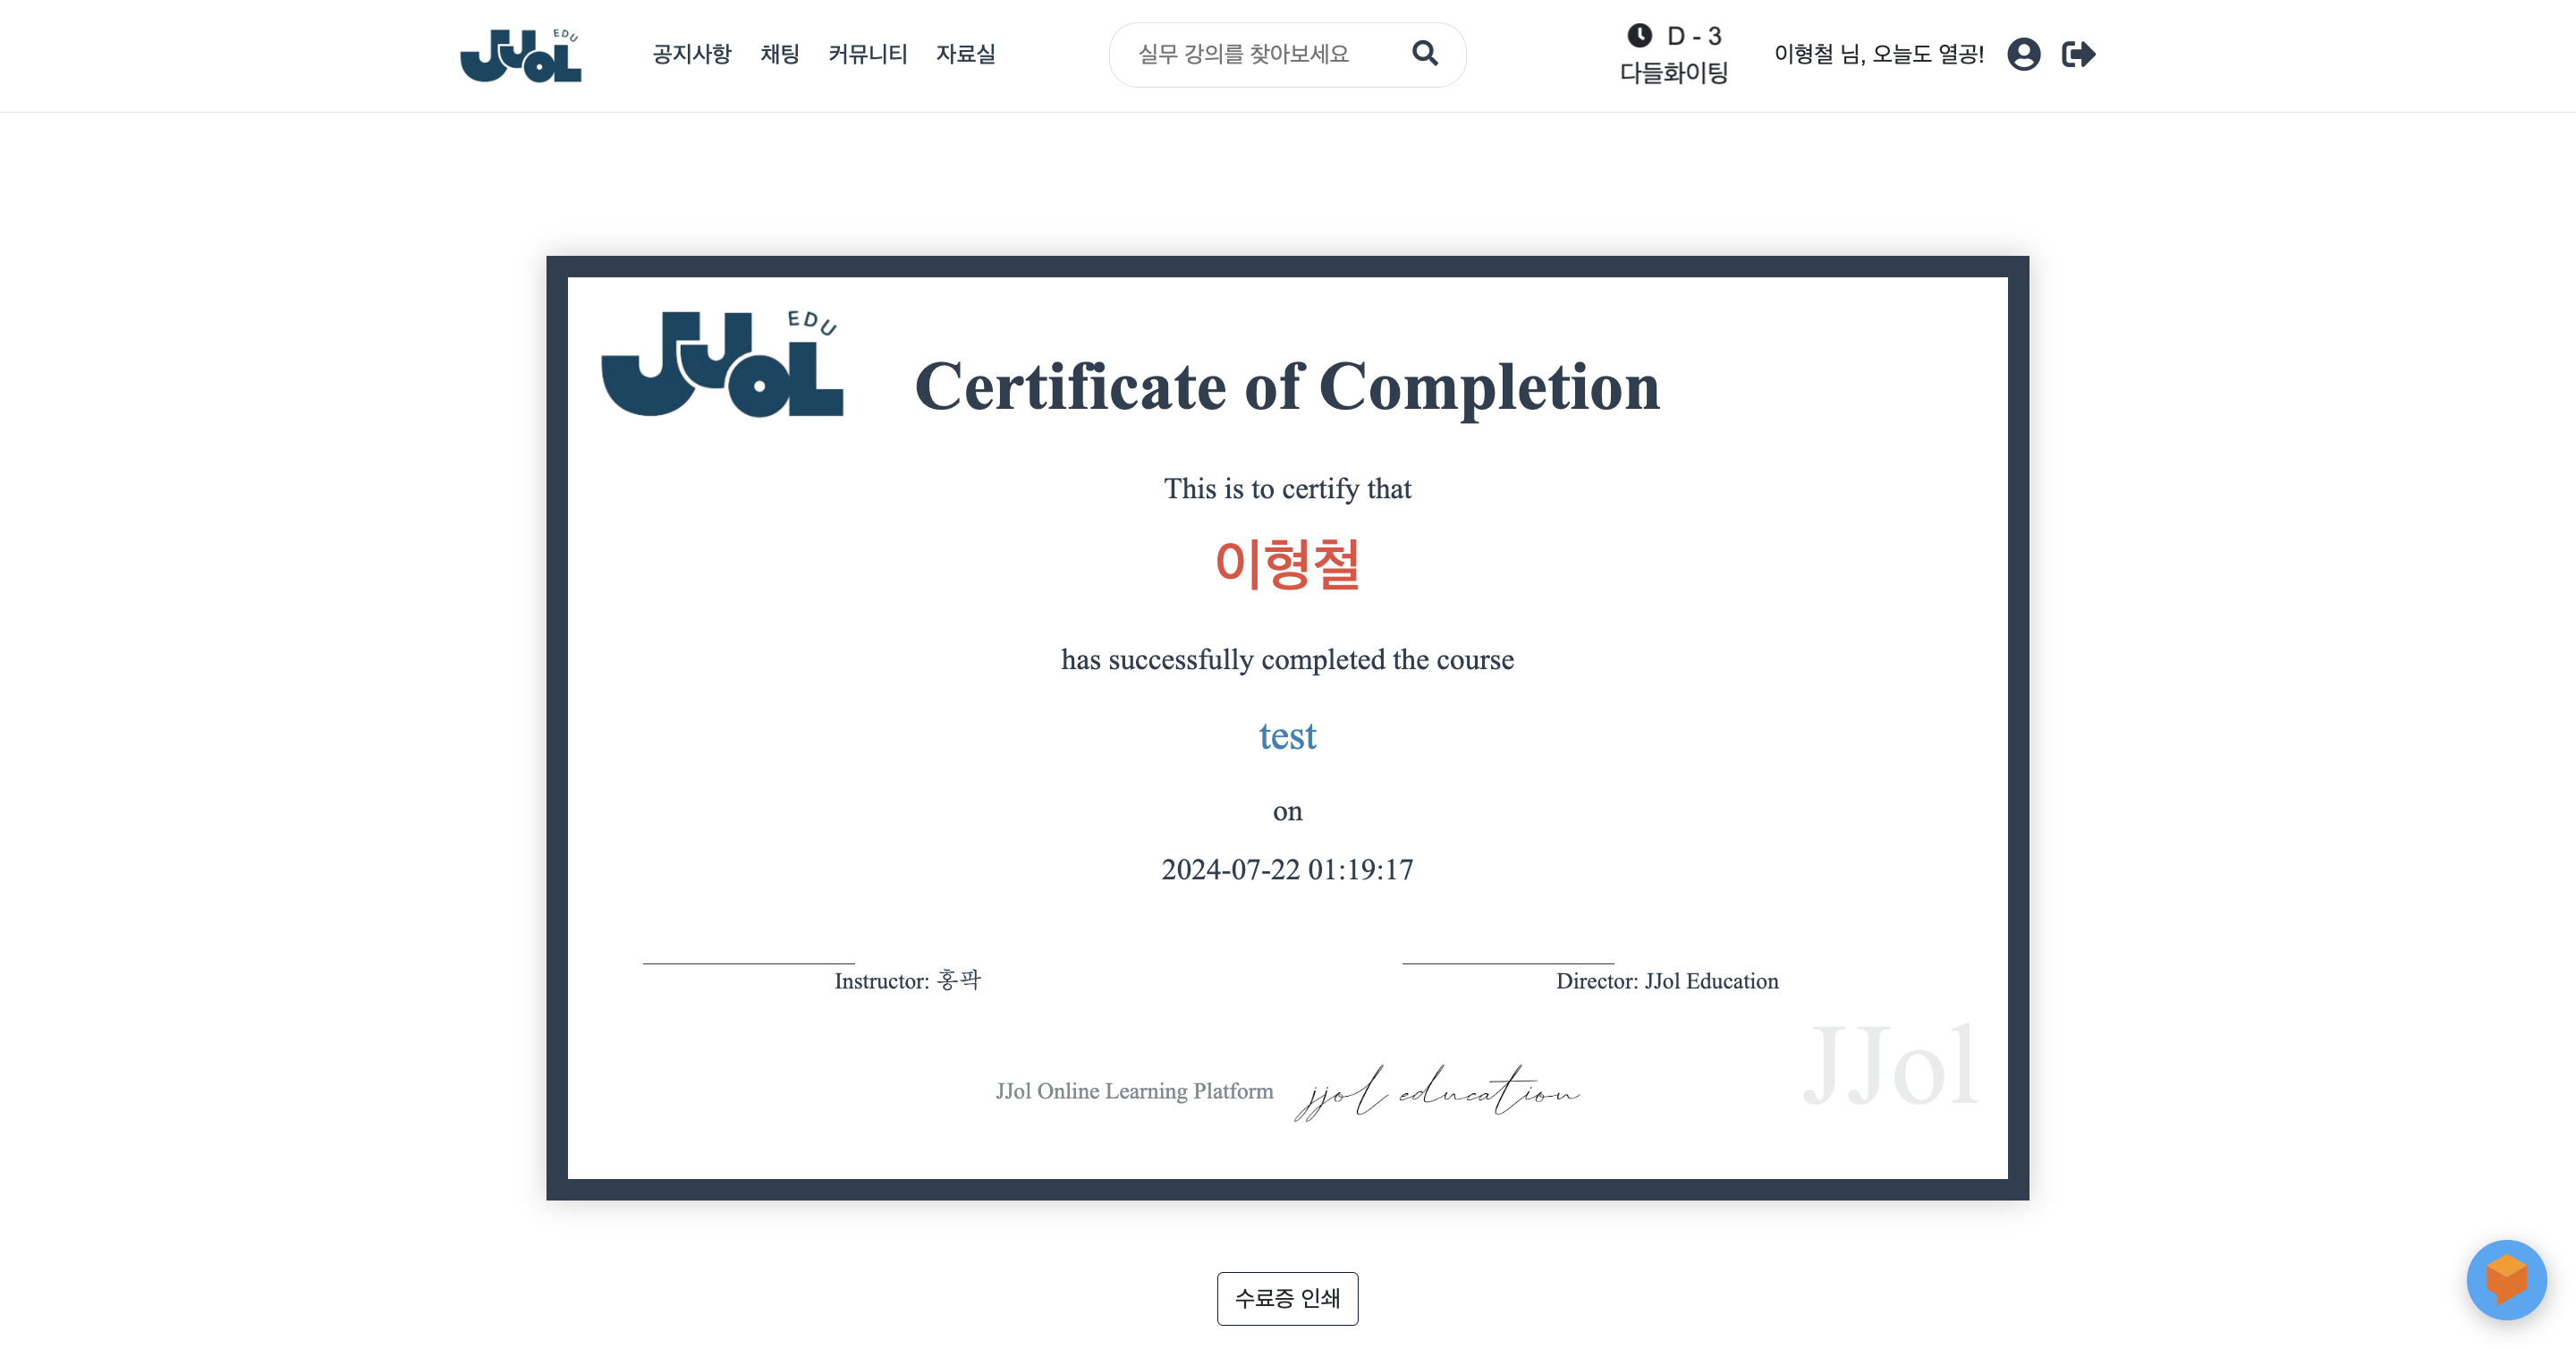 JJOL EDU
공지사항 채팅 커뮤니티 자료실
실무 강의를 찾아보세요
D - 3
다들화이팅
이형철 님, 오늘도 열공!
JJOL EDU
Certificate of Completion
This is to certify that
이형철
has successfully completed the course
test
on
2024-07-22 01:19:17
Instructor: 홍팍
Director: JJol Education
JJol Online Learning Platform
jjol education
JJol
수료증 인쇄